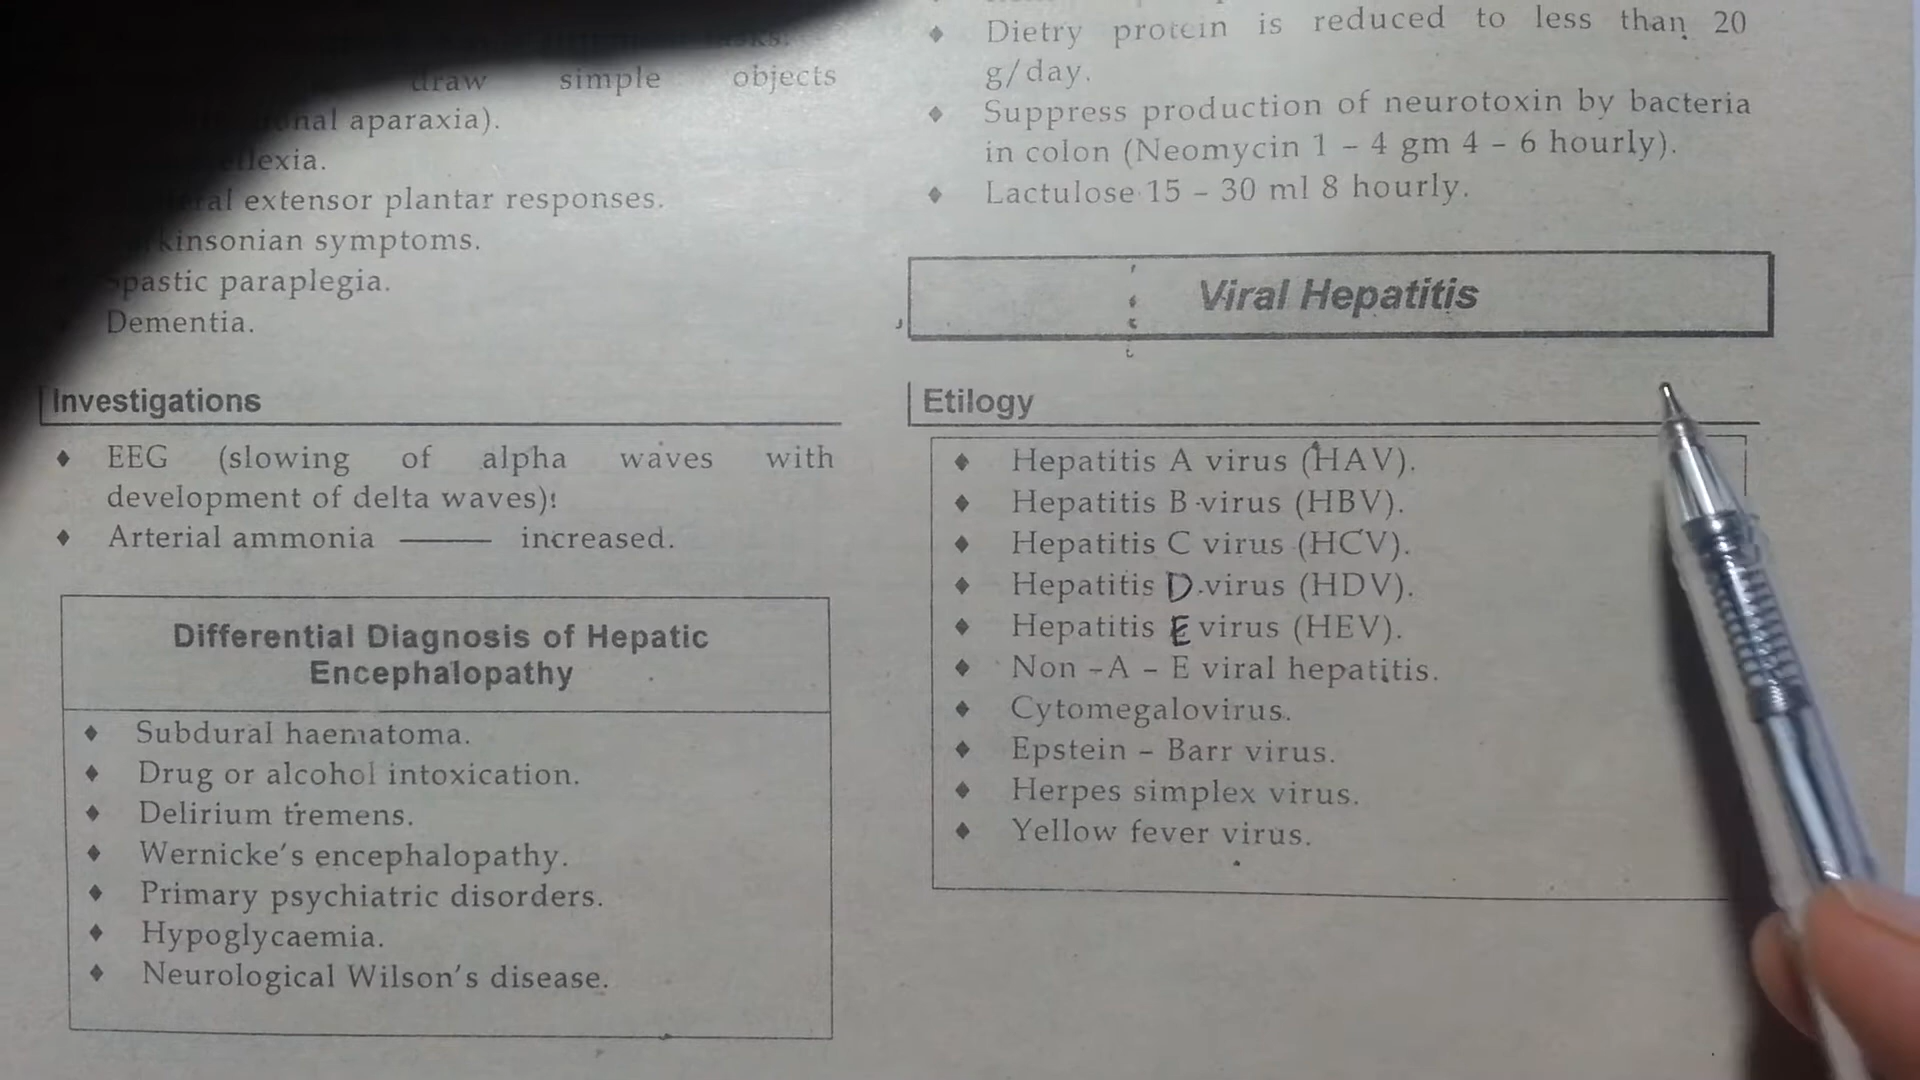 draw simple objects
aparaxia).
extensor plantar responses.
symptoms.
Spastic paraplegia.
Dementia.
Investigations
♦ EEG (slowing of alpha waves with
development of delta waves):
♦ Arterial ammonia —— increased.
Differential Diagnosis of Hepatic
Encephalopathy
♦ Subdural haematoma.
♦ Drug or alcohol intoxication.
♦ Delirium tremens.
♦ Wernicke's encephalopathy.
♦ Primary psychiatric disorders.
♦ Hypoglycaemia.
♦ Neurological Wilson's disease.
♦ Dietry protein is reduced to less than 20
g/day.
♦ Suppress production of neurotoxin by bacteria
in colon (Neomycin 1 – 4 gm 4 – 6 hourly).
♦ Lactulose 15 – 30 ml 8 hourly.
Viral Hepatitis
Etilogy
♦ Hepatitis A virus (HAV).
♦ Hepatitis B virus (HBV).
♦ Hepatitis C virus (HCV).
♦ Hepatitis D virus (HDV).
♦ Hepatitis E virus (HEV).
♦ Non -A – E viral hepatitis.
♦ Cytomegalovirus.
♦ Epstein – Barr virus.
♦ Herpes simplex virus.
♦ Yellow fever virus.